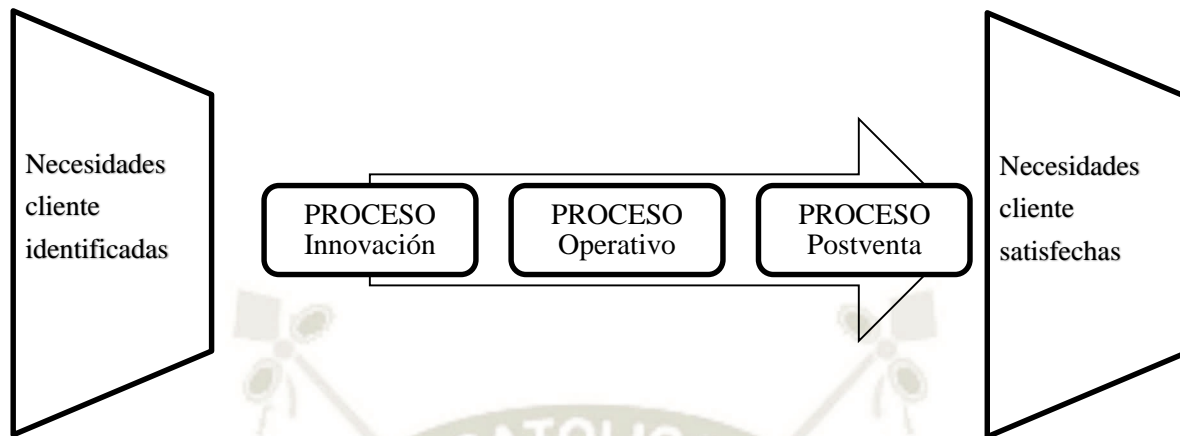 Necesidades
cliente
identificadas
PROCESO
Innovación
PROCESO
Operativo
PROCESO
Postventa
Necesidades
cliente
satisfechas